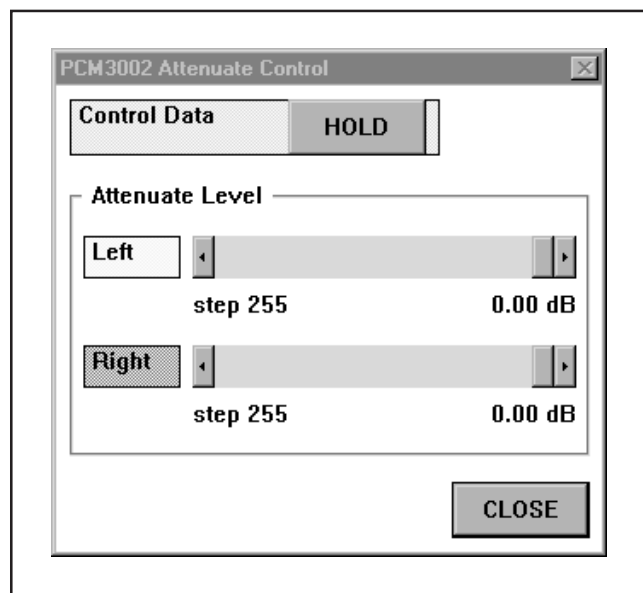 PCM3002 Attenuate Control
Control Data HOLD
Attenuate Level
Left
step 255 0.00 dB
Right
step 255 0.00 dB
CLOSE